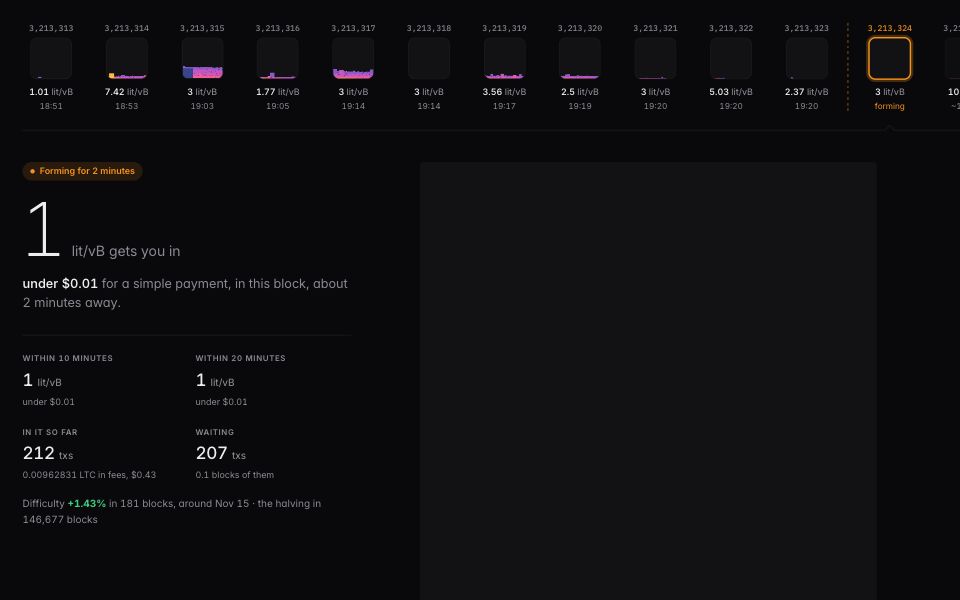 3,213,313 3,213,314 3,213,315 3,213,316 3,213,317 3,213,318 3,213,319 3,213,320 3,213,321 3,213,322 3,213,323 3,213,324
1.01 lit/vB 7.42 lit/vB 3 lit/vB 1.77 lit/vB 3 lit/vB 3 lit/vB 3.56 lit/vB 2.5 lit/vB 3 lit/vB 5.03 lit/vB 2.37 lit/vB 3 lit/vB 10
18:51 18:53 19:03 19:05 19:14 19:14 19:17 19:19 19:20 19:20 19:20 forming
Forming for 2 minutes
1 lit/vB gets you in
under $0.01 for a simple payment, in this block, about
2 minutes away.
WITHIN 10 MINUTES WITHIN 20 MINUTES
1 lit/vB 1 lit/vB
under $0.01 under $0.01
IN IT SO FAR WAITING
212 txs 207 txs
0.00962831 LTC in fees, $0.43 0.1 blocks of them
Difficulty +1.43% in 181 blocks, around Nov 15 · the halving in
146,677 blocks